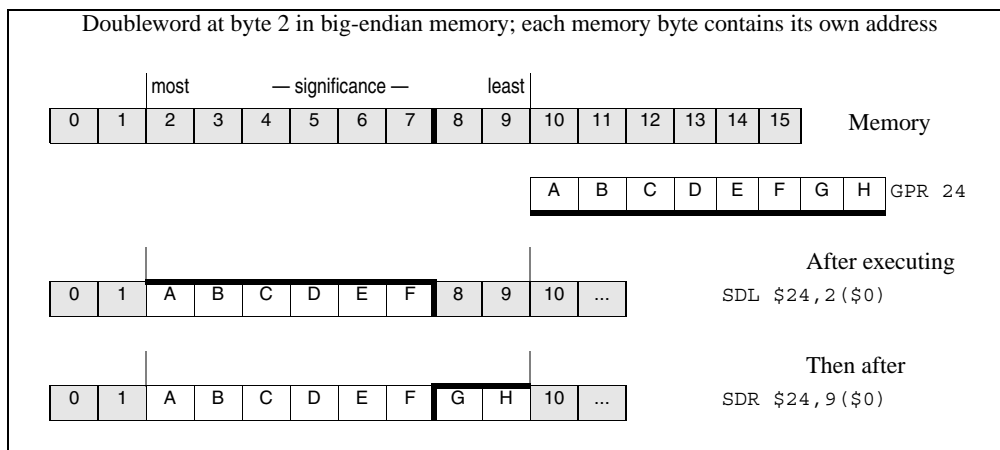 Doubleword at byte 2 in big-endian memory; each memory byte contains its own address
most — significance — least
0 1 2 3 4 5 6 7 8 9 10 11 12 13 14 15 Memory
A B C D E F G H GPR 24
After executing
0 1 A B C D E F 8 9 10 ... SDL $24,2($0)
Then after
0 1 A B C D E F G H 10 ... SDR $24,9($0)